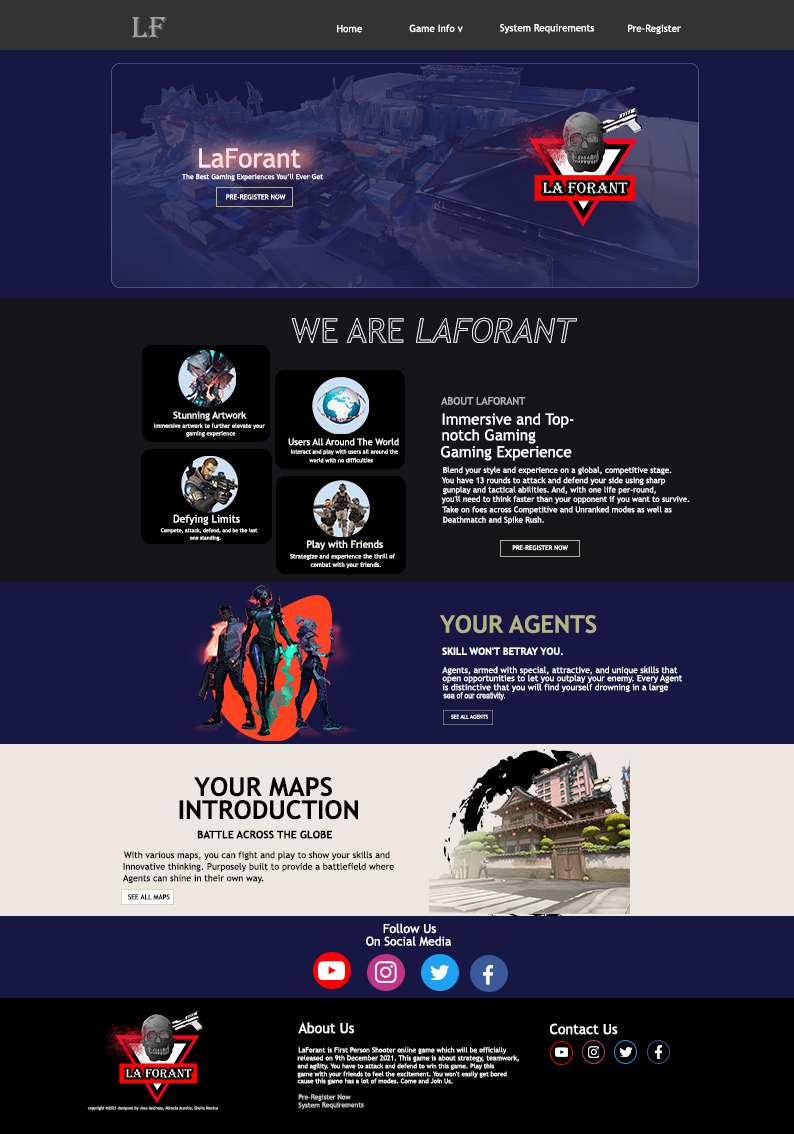 LF
Home
Game Info v
System Requirements
Pre-Register
LaForant
The Best Gaming Experiences You'll Ever Get
PRE-REGISTER NOW
LA FORANT
WE ARE LAFORANT
Stunning Artwork
Immersive artwork to further elevate your
gaming experience
Users All Around The World
Interact and play with users all around the
world with no difficulties
Defying Limits
Compete, attack, defend, and be the last
one standing.
Play with Friends
Strategize and experience the thrill of
combat with your friends.
ABOUT LAFORANT
Immersive and Top-
notch Gaming
Gaming Experience
Blend your style and experience on a global, competitive stage.
You have 13 rounds to attack and defend your side using sharp
gunplay and tactical abilities. And, with one life per-round,
you'll need to think faster than your opponent if you want to survive.
Take on foes across Competitive and Unranked modes as well as
Deathmatch and Spike Rush.
PRE-REGISTER NOW
YOUR AGENTS
SKILL WON'T BETRAY YOU.
Agents, armed with special, attractive, and unique skills that
open opportunities to let you outplay your enemy. Every Agent
is distinctive that you will find yourself drowning in a large
sea of our creativity.
SEE ALL AGENTS
YOUR MAPS
INTRODUCTION
BATTLE ACROSS THE GLOBE
With various maps, you can fight and play to show your skills and
Innovative thinking. Purposely built to provide a battlefield where
Agents can shine in their own way.
SEE ALL MAPS
Follow Us
On Social Media
LA FORANT
copyright ©2021 designed by Joan Andreas, Miracle Aurelia, Sheila Monica
About Us
LaForant is First Person Shooter online game which will be officially
released on 9th December 2021. This game is about strategy, teamwork,
and agility. You have to attack and defend to win this game. Play this
game with your friends to feel the excitement. You won't easily get bored
cause this game has a lot of modes. Come and Join Us.
Pre-Register Now
System Requirements
Contact Us